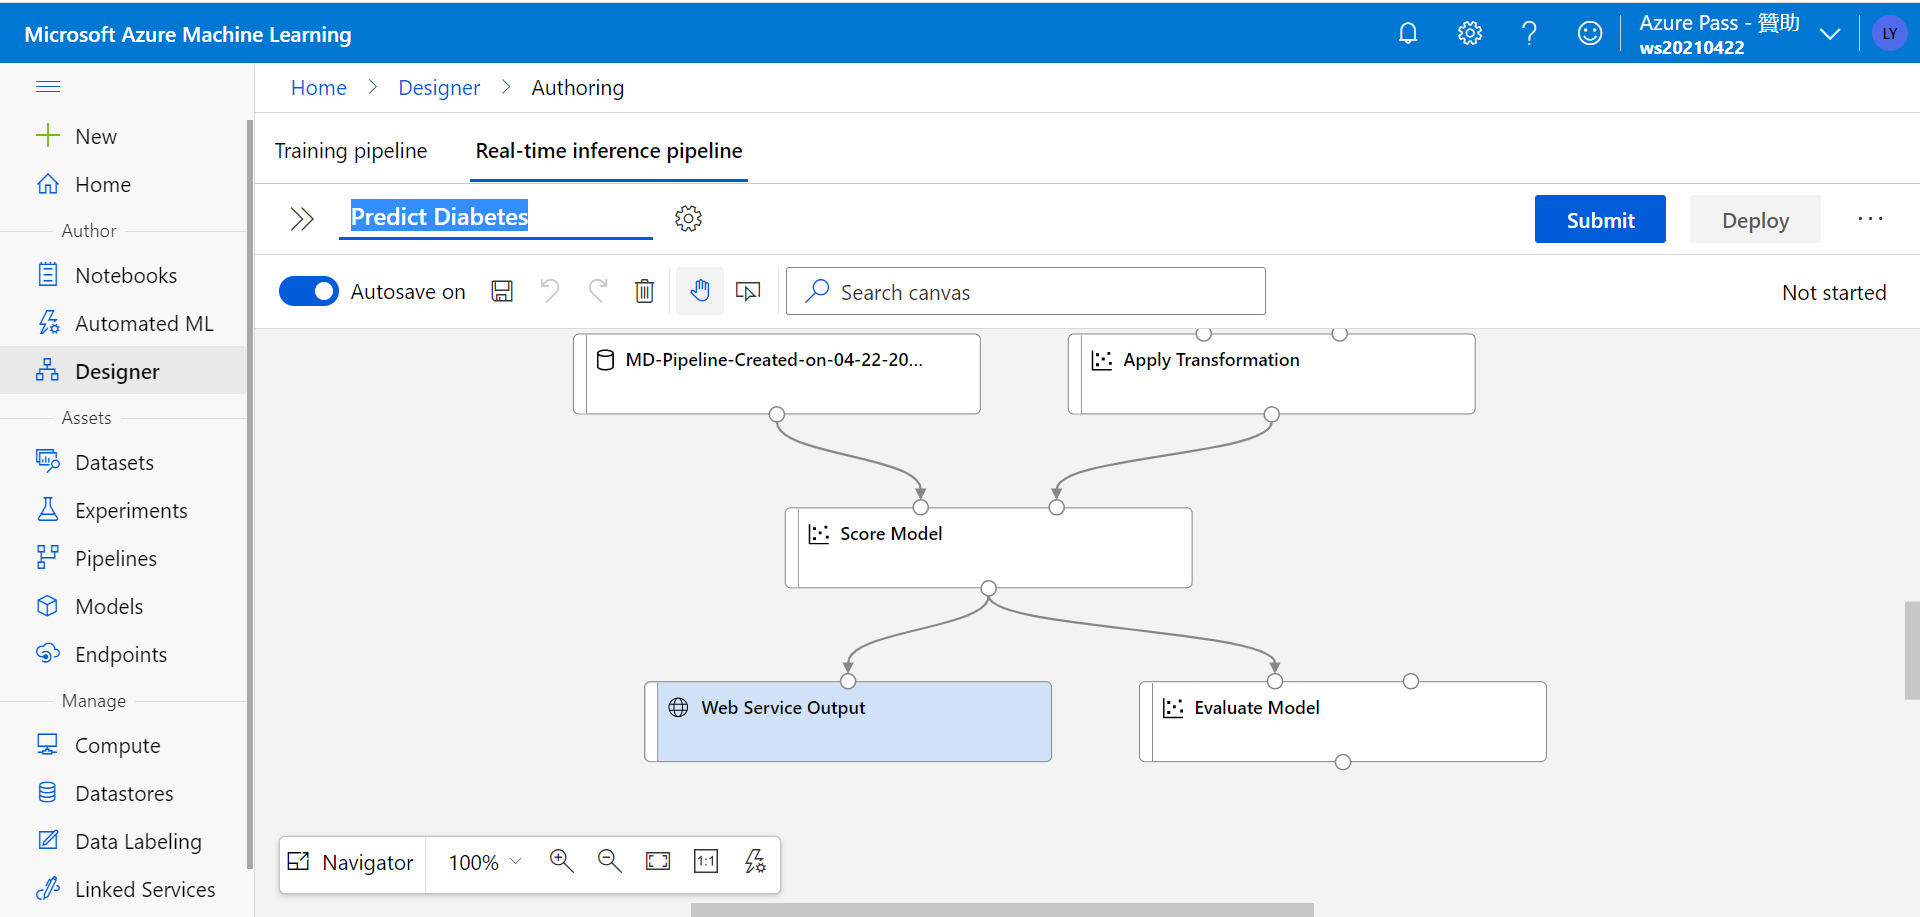 Microsoft Azure Machine Learning
Azure Pass - 贊助
ws20210422
LY
New
Home
Author
Notebooks
Automated ML
Designer
Assets
Datasets
Experiments
Pipelines
Models
Endpoints
Manage
Compute
Datastores
Data Labeling
Linked Services
Home > Designer > Authoring
Training pipeline
Real-time inference pipeline
Predict Diabetes
Submit
Deploy
...
Autosave on
Search canvas
Not started
MD-Pipeline-Created-on-04-22-20...
Apply Transformation
Score Model
Web Service Output
Evaluate Model
Navigator
100%
1:1